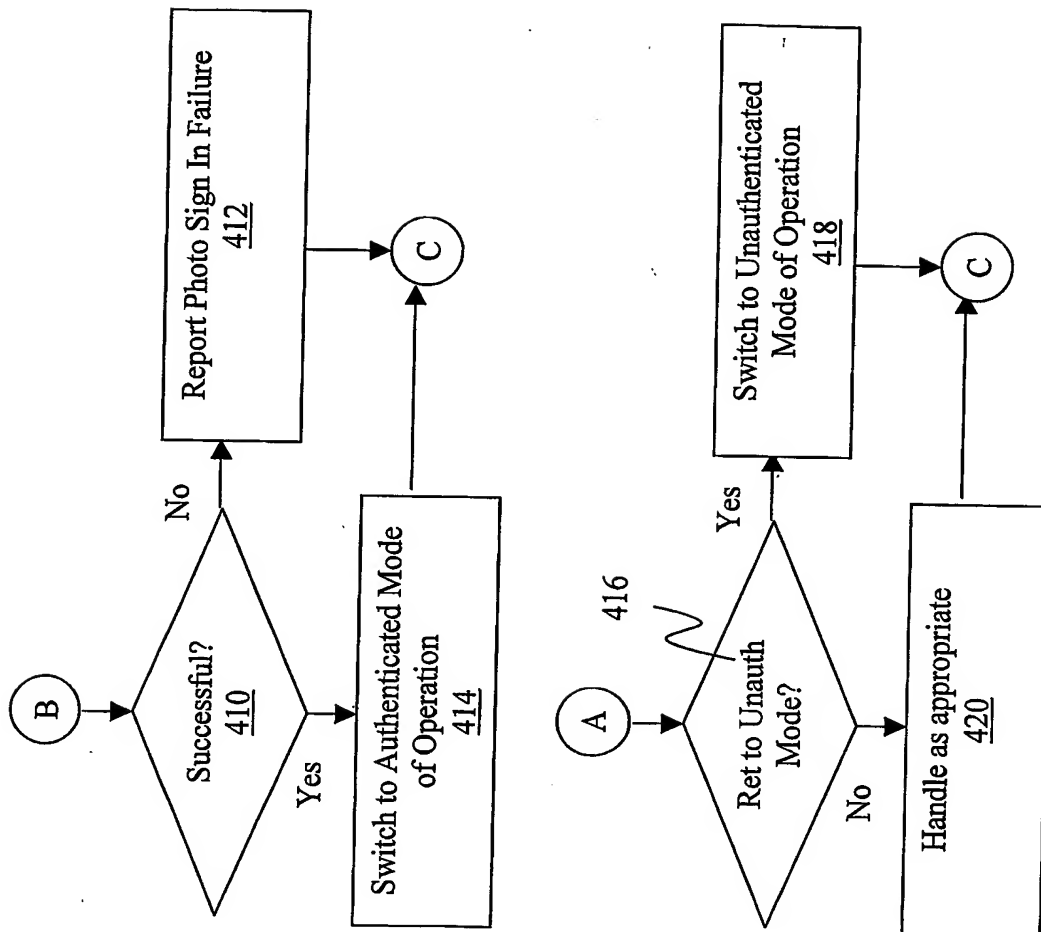 B
Successful?
410
No
Report Photo Sign In Failure
412
Yes
Switch to Authenticated Mode
of Operation
414
C
A
416
Ret to Unauth
Mode?
Yes
Switch to Unauthenticated
Mode of Operation
418
No
Handle as appropriate
420
C